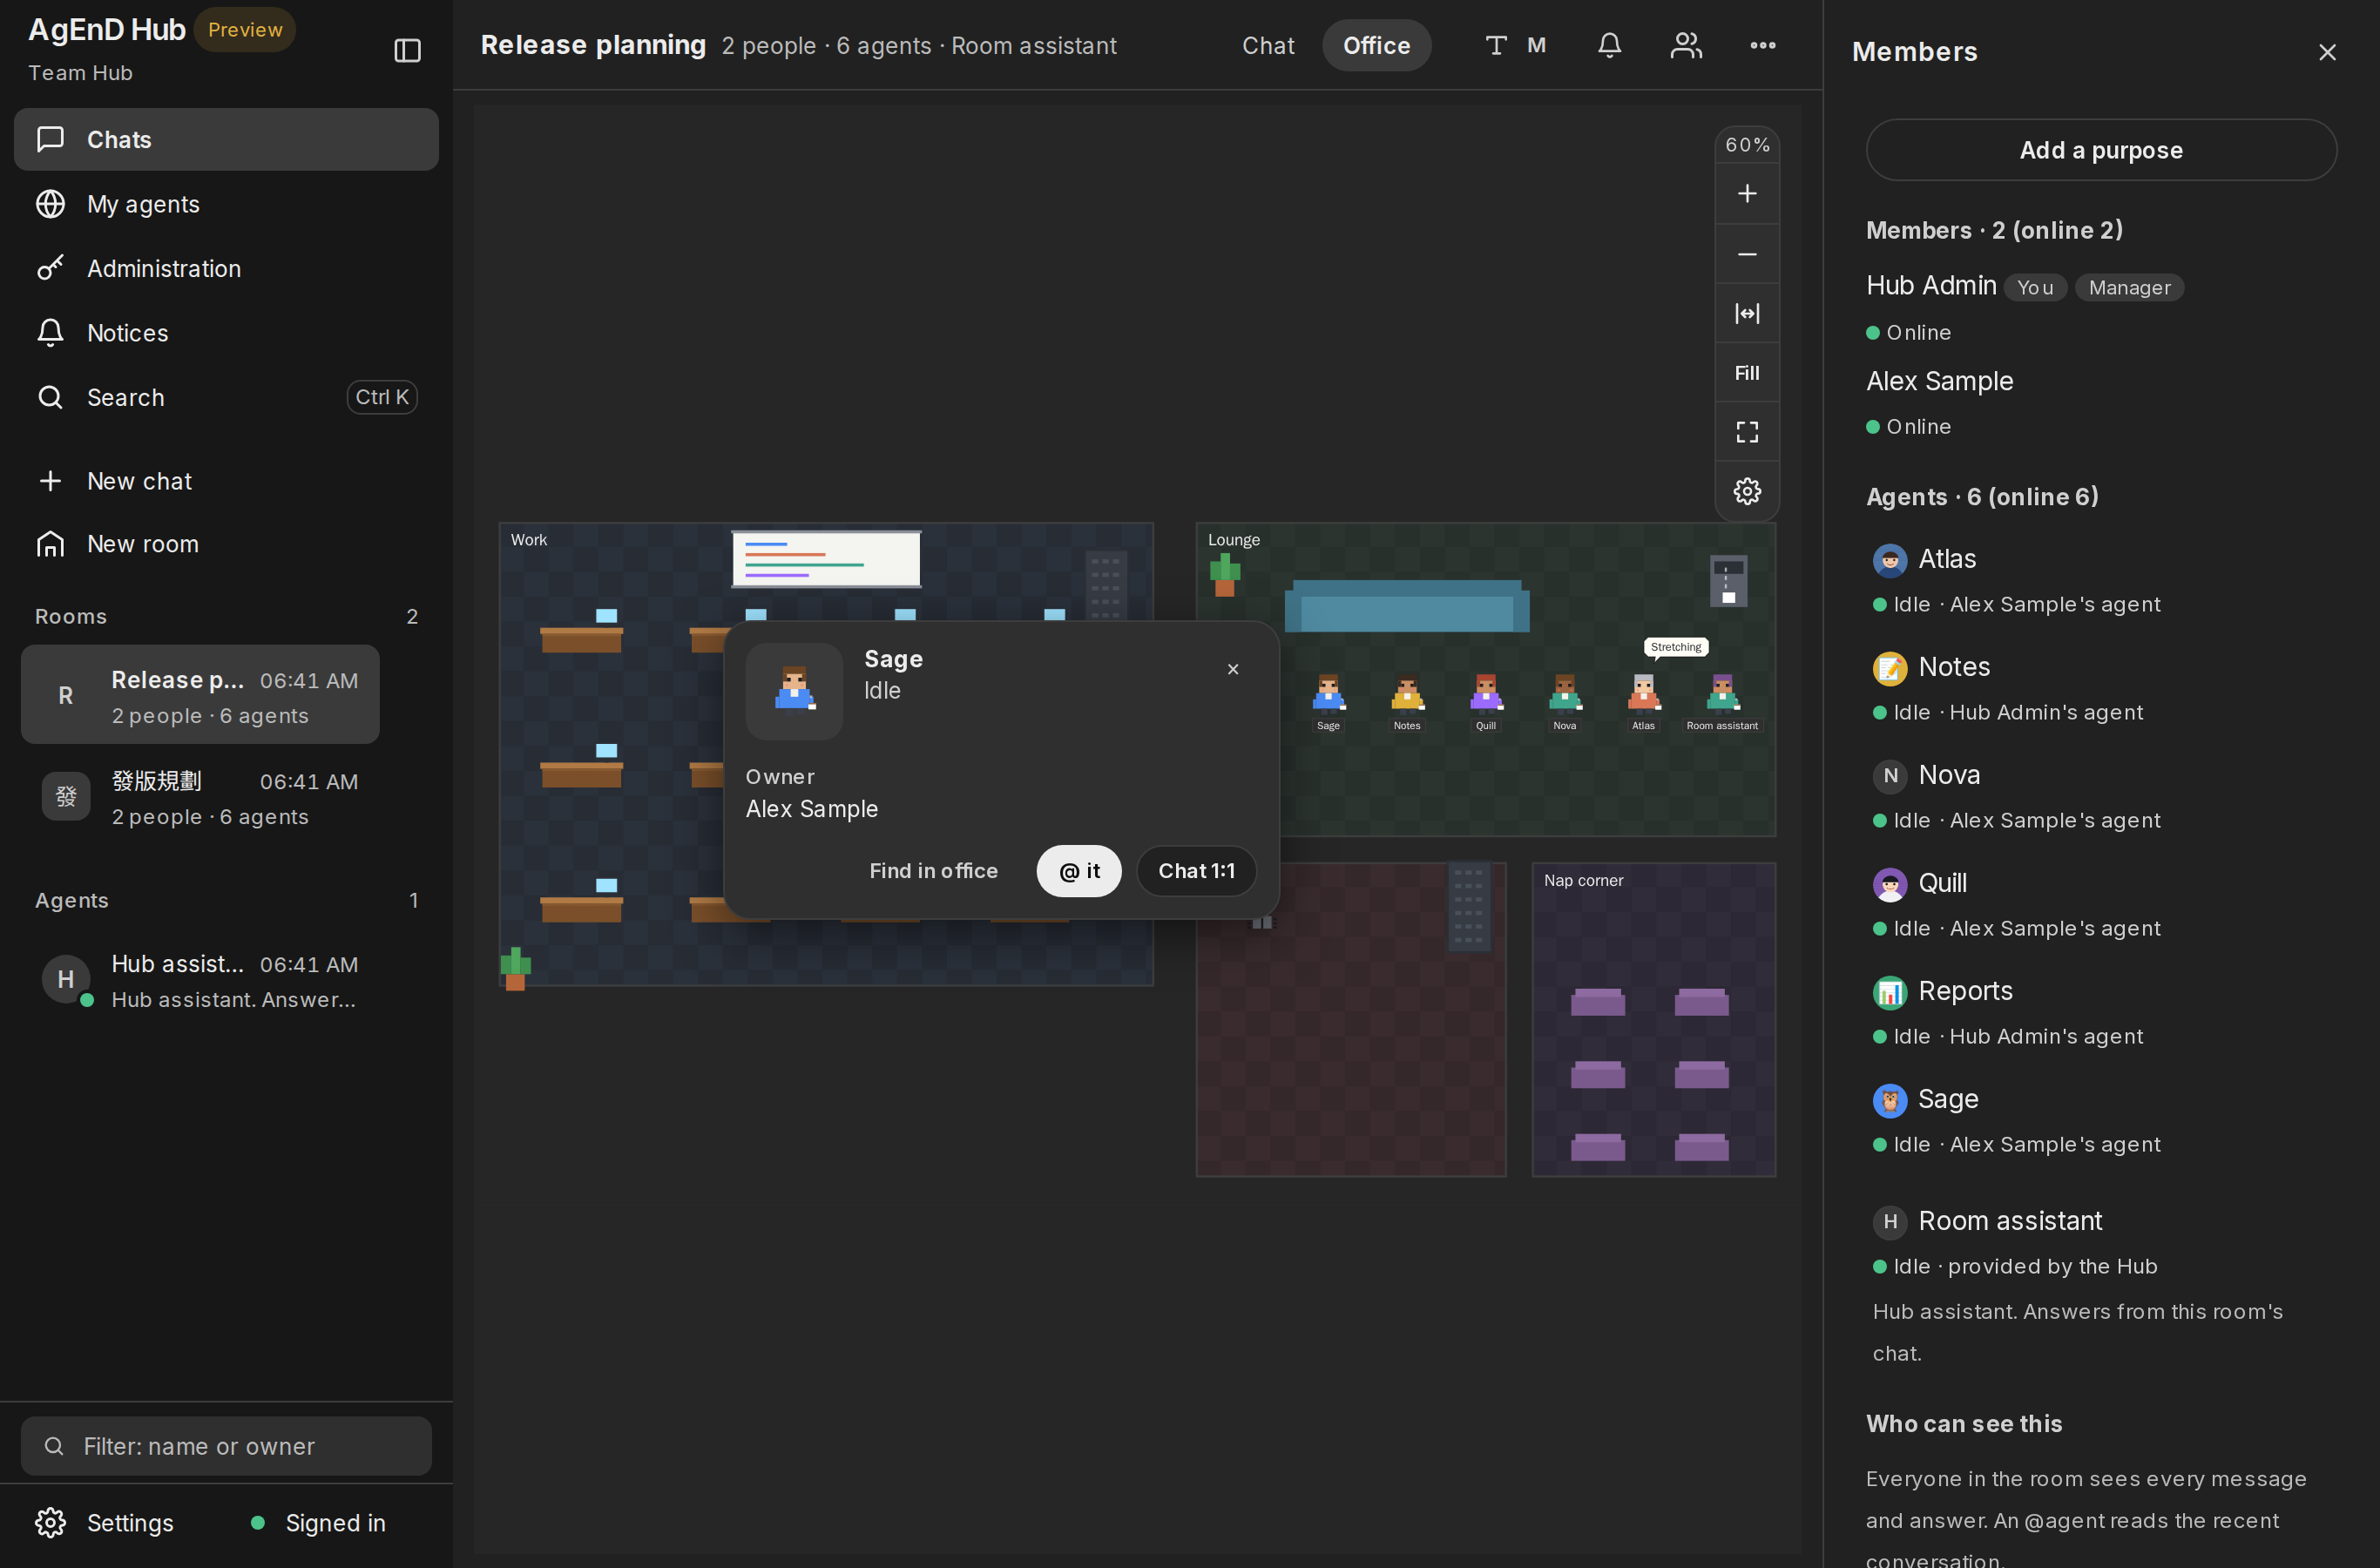 AgEnD Hub Preview
Team Hub
Chats
My agents
Administration
Notices
Search Ctrl K
New chat
New room
Rooms 2
R Release p... 06:41 AM
2 people · 6 agents
發 發版規劃 06:41 AM
2 people · 6 agents
Agents 1
H Hub assist... 06:41 AM
Hub assistant. Answer...
Filter: name or owner
Settings Signed in
Release planning 2 people · 6 agents · Room assistant
Chat Office T M
60%
Fill
Work
Lounge
Stretching
Sage Notes Quill Nova Atlas Room assistant
Nap corner
Sage
Idle
×
Owner
Alex Sample
Find in office @ it Chat 1:1
Members
Add a purpose
Members · 2 (online 2)
Hub Admin You Manager
Online
Alex Sample
Online
Agents · 6 (online 6)
Atlas
Idle · Alex Sample's agent
Notes
Idle · Hub Admin's agent
N Nova
Idle · Alex Sample's agent
Quill
Idle · Alex Sample's agent
Reports
Idle · Hub Admin's agent
Sage
Idle · Alex Sample's agent
H Room assistant
Idle · provided by the Hub
Hub assistant. Answers from this room's
chat.
Who can see this
Everyone in the room sees every message
and answer. An @agent reads the recent
conversation.